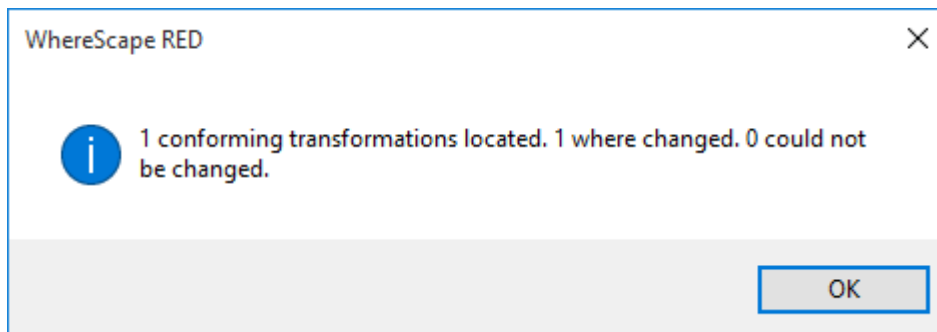 WhereScape RED
1 conforming transformations located. 1 where changed. 0 could not
be changed.
OK